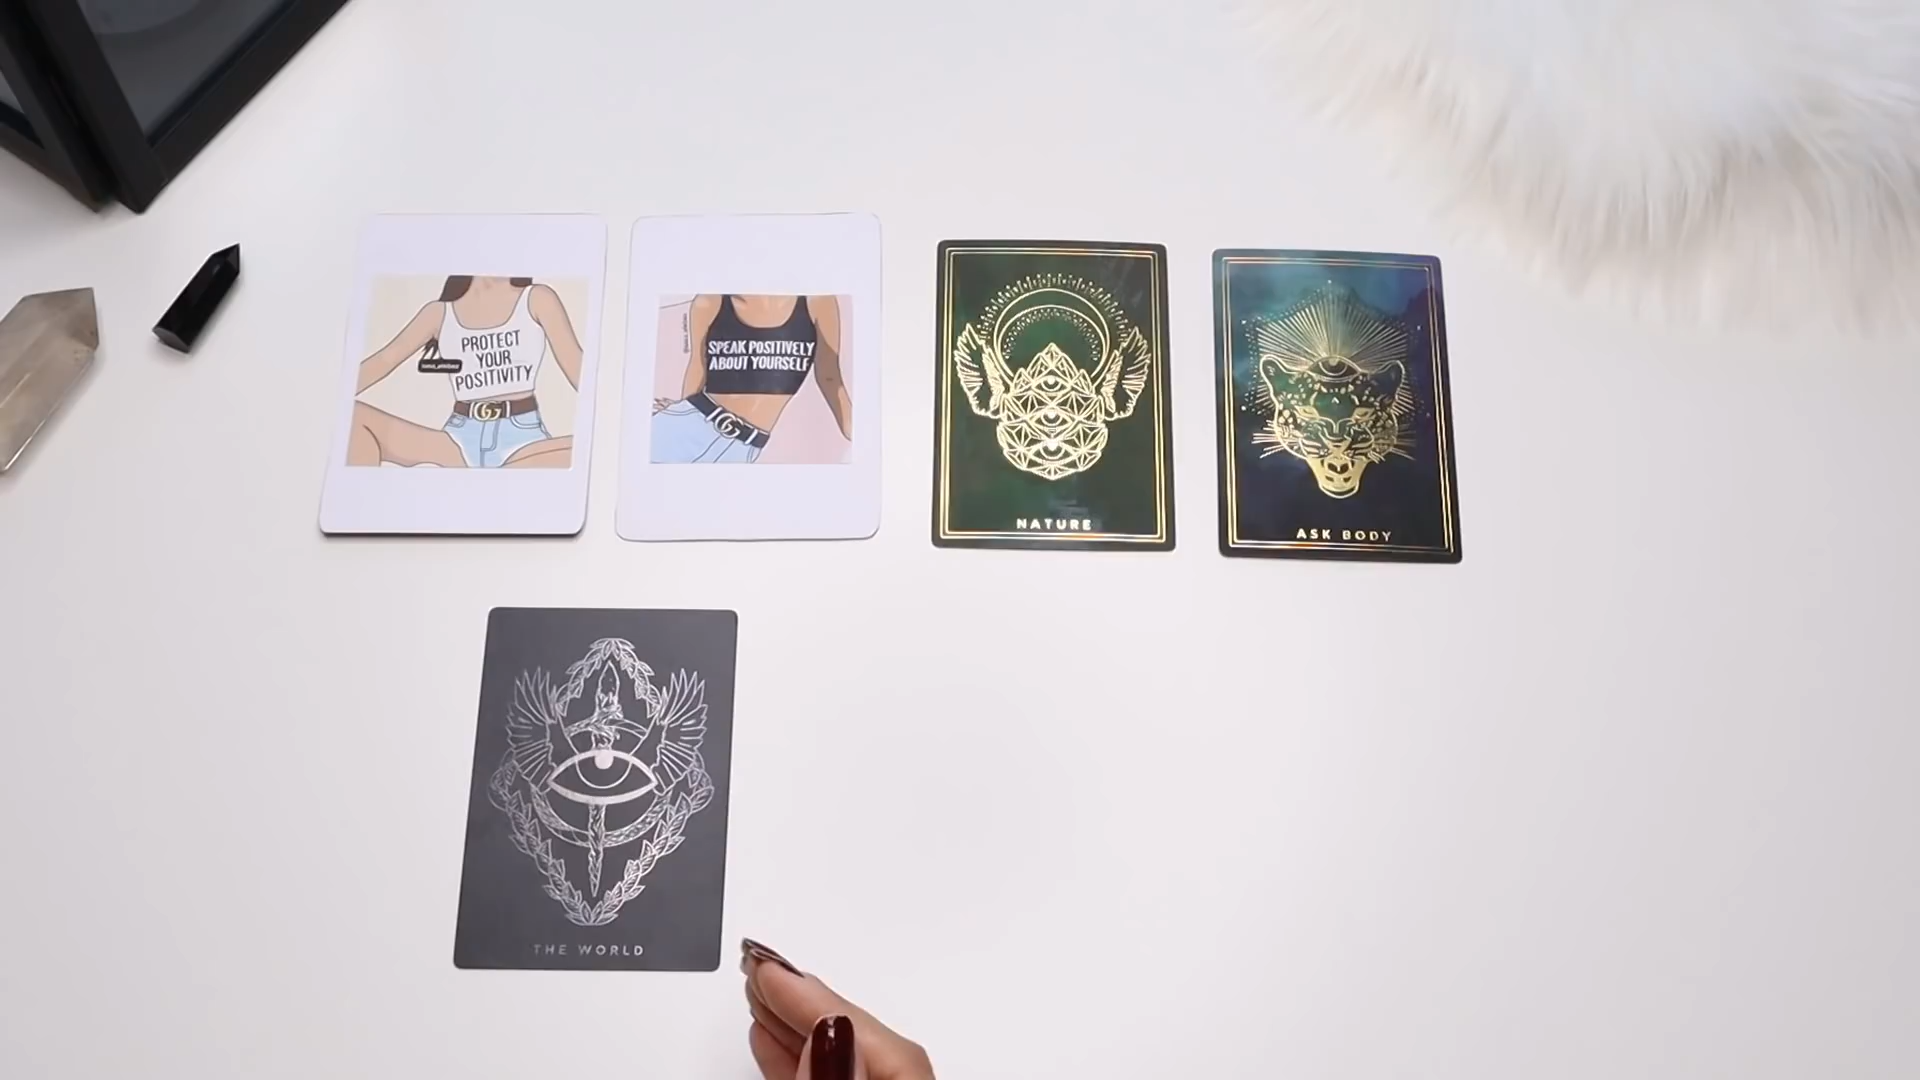 PROTECT
YOUR
POSITIVITY
SPEAK POSITIVELY
ABOUT YOURSELF
NATURE
ASK BODY
THE WORLD